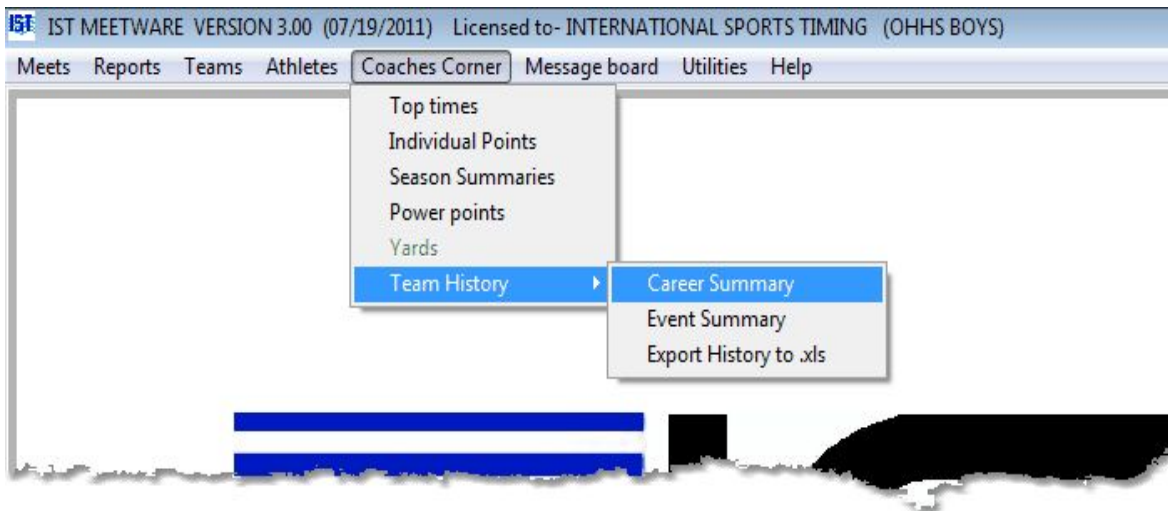 IST IST MEETWARE VERSION 3.00 (07/19/2011) Licensed to- INTERNATIONAL SPORTS TIMING (OHHS BOYS)
Meets Reports Teams Athletes Coaches Corner Message board Utilities Help
Top times
Individual Points
Season Summaries
Power points
Yards
Team History
Career Summary
Event Summary
Export History to .xls